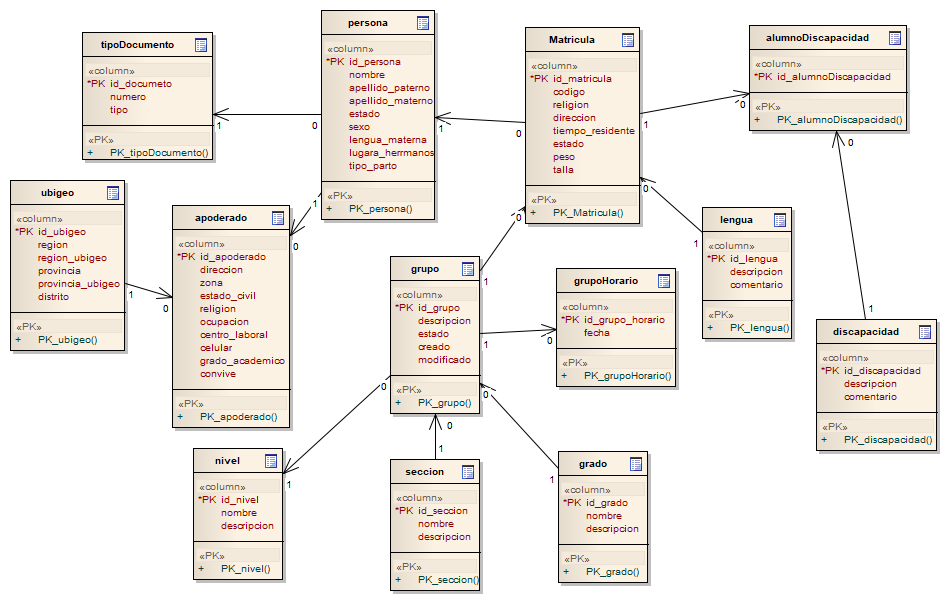 tipoDocumento
«column»
*PK id_documeto
numero
tipo
«PK»
+ PK_tipoDocumento()
1
0
persona
«column»
*PK id_persona
nombre
apellido_paterno
apellido_materno
estado
sexo
lengua_materna
lugara_herrmanos
tipo_parto
«PK»
+ PK_persona()
1
0
1
0
Matricula
«column»
*PK id_matricula
codigo
religion
direccion
tiempo_residente
estado
peso
talla
«PK»
+ PK_Matricula()
1
0
0
0
alumnoDiscapacidad
«column»
*PK id_alumnoDiscapacidad
«PK»
+ PK_alumnoDiscapacidad()
0
ubigeo
«column»
*PK id_ubigeo
region
region_ubigeo
provincia
provincia_ubigeo
distrito
«PK»
+ PK_ubigeo()
1
0
apoderado
«column»
*PK id_apoderado
direccion
zona
estado_civil
religion
ocupacion
centro_laboral
celular
grado_academico
convive
«PK»
+ PK_apoderado()
lengua
«column»
*PK id_lengua
descripcion
comentario
«PK»
+ PK_lengua()
1
grupo
«column»
*PK id_grupo
descripcion
estado
creado
modificado
«PK»
+ PK_grupo()
1
1
0
0
0
grupoHorario
«column»
*PK id_grupo_horario
fecha
«PK»
+ PK_grupoHorario()
0
discapacidad
«column»
*PK id_discapacidad
descripcion
comentario
«PK»
+ PK_discapacidad()
1
nivel
«column»
*PK id_nivel
nombre
descripcion
«PK»
+ PK_nivel()
1
seccion
«column»
*PK id_seccion
nombre
descripcion
«PK»
+ PK_seccion()
1
grado
«column»
*PK id_grado
nombre
descripcion
«PK»
+ PK_grado()
1